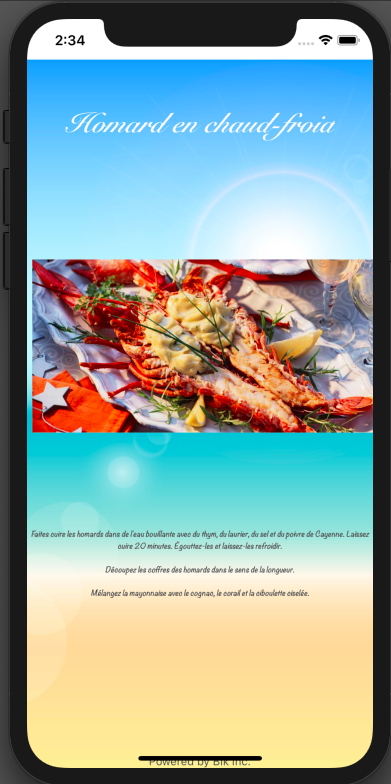 2:34
Homard en chaud-froid
Faites cuire les homards dans de l'eau bouillante avec du thym, du laurier, du sel et du poivre de Cayenne. Laissez
cuire 20 minutes. Égouttez-les et laissez-les refroidir.
Découpez les coffres des homards dans le sens de la longueur.
Mélangez la mayonnaise avec le cognac, le corail et la ciboulette ciselée.
Powered by Bik Inc.